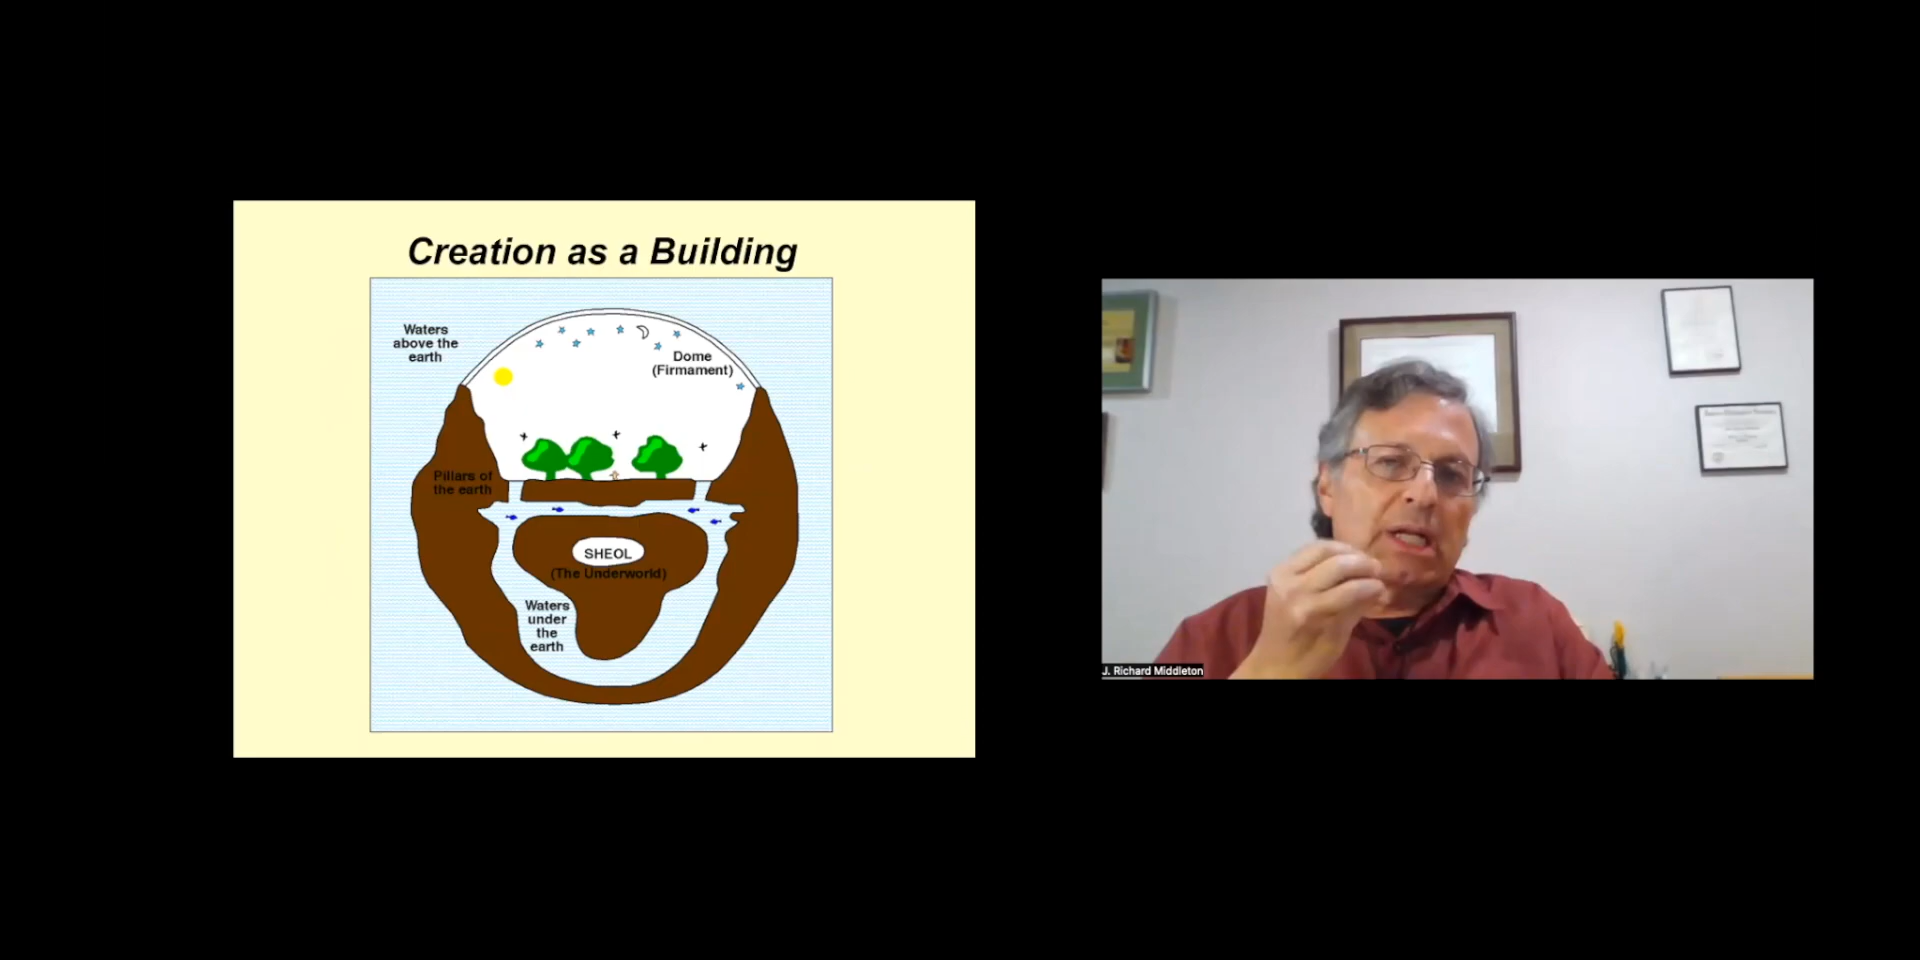 Creation as a Building
Waters
above the
earth
Dome
(Firmament)
Pillars of
the earth
SHEOL
(The Underworld)
Waters
under
the
earth
J. Richard Middleton